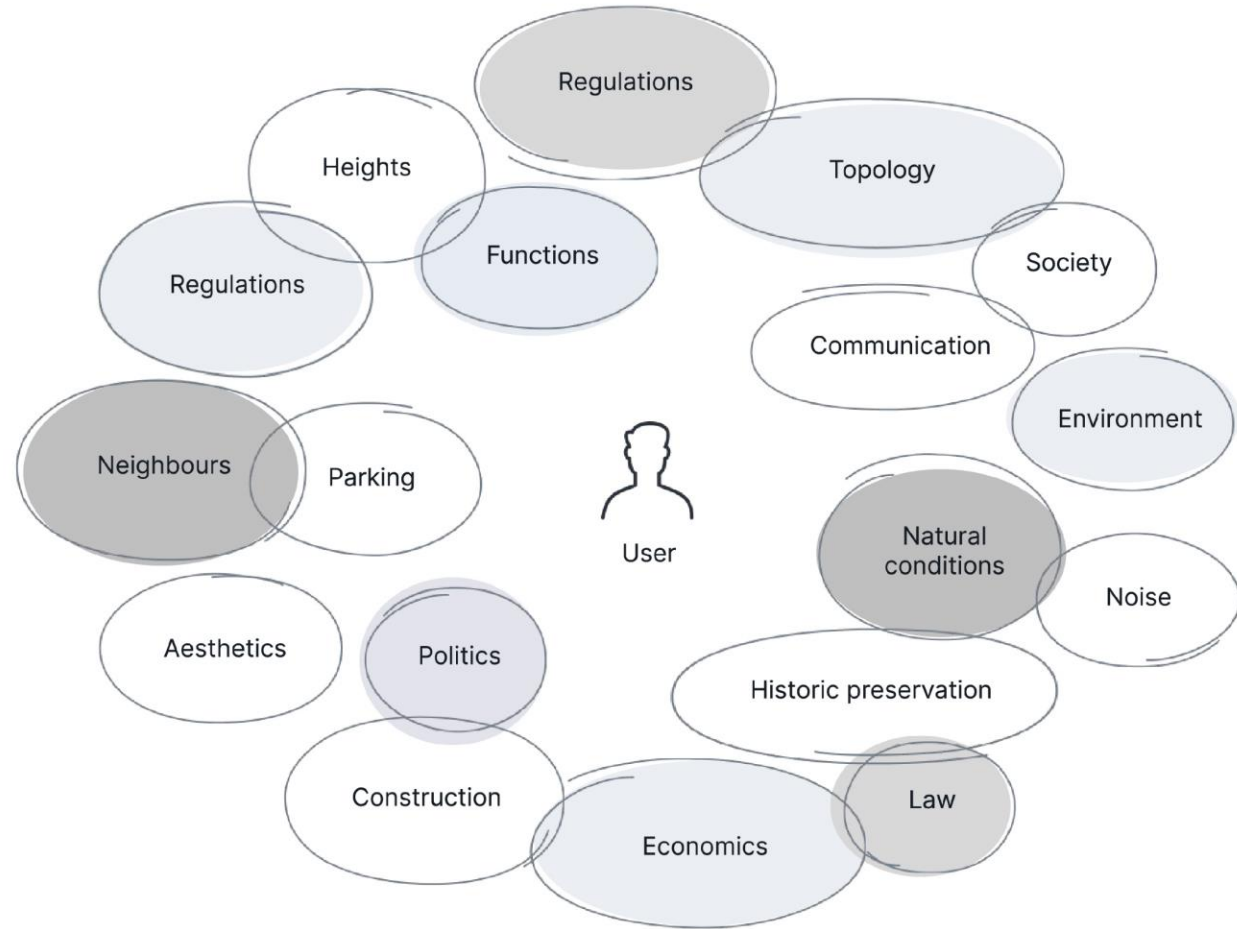 Regulations
Heights
Topology
Functions
Society
Regulations
Communication
Environment
Neighbours
Parking
User
Natural
conditions
Noise
Aesthetics
Politics
Historic preservation
Construction
Law
Economics